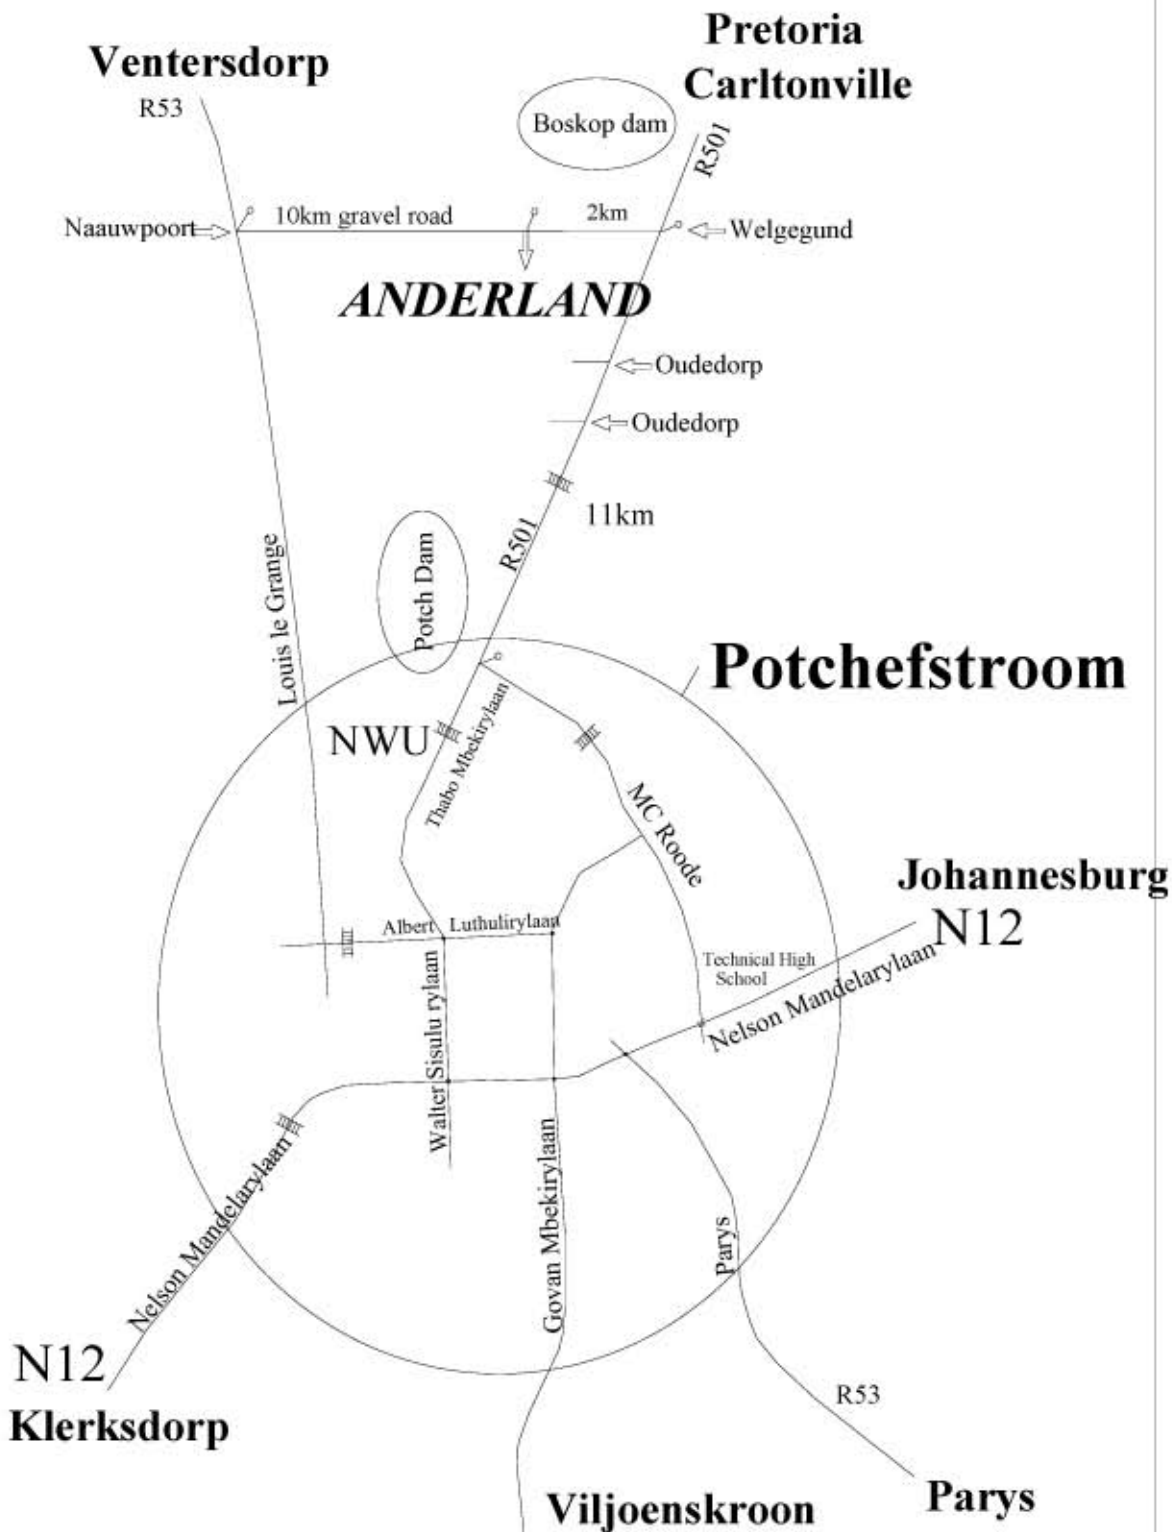 Pretoria
Ventersdorp
Carltonville
R53
Boskop dam
R501
Naauwpoort
10km gravel road
2km
Welgegund
ANDERLAND
Oudedorp
Oudedorp
11km
R501
Potch Dam
Louis le Grange
Potchefstroom
NWU
Thabo Mbekirylaan
MC Roode
Johannesburg
N12
Albert Luthulirylaan
Technical High
School
Nelson Mandelarylaan
Walter Sisulu rylaan
Govan Mbekirylaan
Nelson Mandelarylaan
Parys
N12
Klerksdorp
R53
Parys
Viljoenskroon